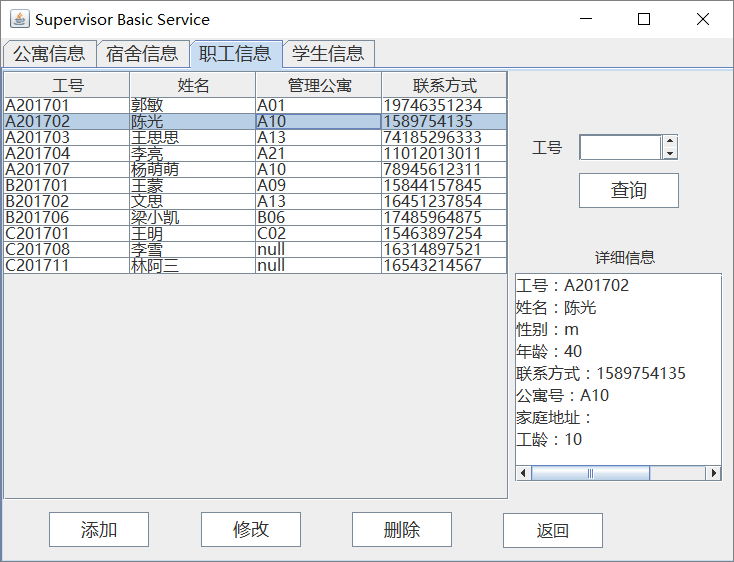 Supervisor Basic Service
公寓信息 宿舍信息 职工信息 学生信息
工号 姓名 管理公寓 联系方式
A201701 郭敏 A01 19746351234
A201702 陈光 A10 1589754135
A201703 王思思 A13 74185296333
A201704 李亮 A21 11012013011
A201707 杨萌萌 A10 78945612311
B201701 王蒙 A09 15844157845
B201702 文思 A13 16451237854
B201706 梁小凯 B06 17485964875
C201701 王明 C02 15463897254
C201708 李雪 null 16314897521
C201711 林阿三 null 16543214567
工号
查询
详细信息
工号：A201702
姓名：陈光
性别：m
年龄：40
联系方式：1589754135
公寓号：A10
家庭地址：
工龄：10
添加 修改 删除 返回